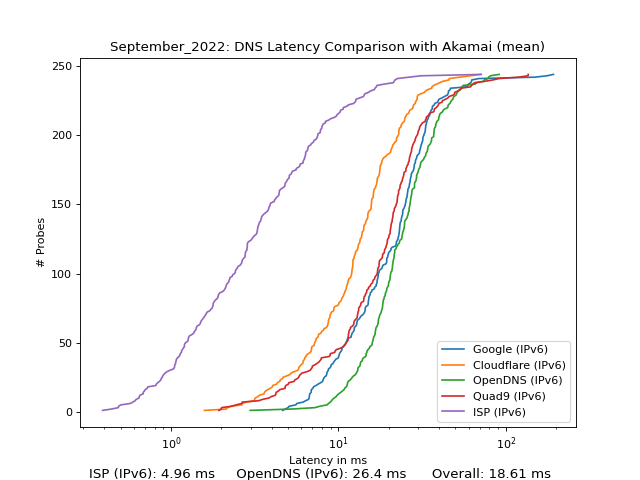 September_2022: DNS Latency Comparison with Akamai (mean)
250
200
150
100
50
0
# Probes
10⁰ 10¹ 10²
Latency in ms
Google (IPv6)
Cloudflare (IPv6)
OpenDNS (IPv6)
Quad9 (IPv6)
ISP (IPv6)
ISP (IPv6): 4.96 ms OpenDNS (IPv6): 26.4 ms Overall: 18.61 ms